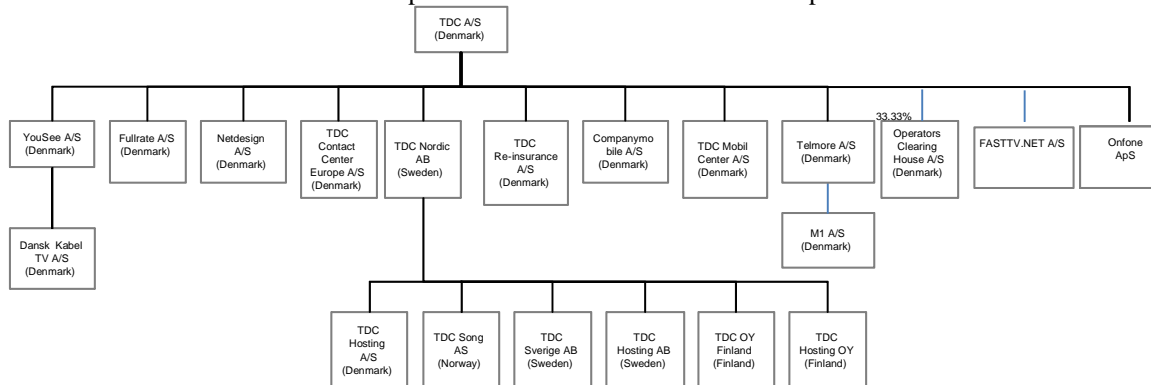 TDC A/S
(Denmark)
YouSee A/S
(Denmark)
Fullrate A/S
(Denmark)
Netdesign
A/S
(Denmark)
TDC
Contact
Center
Europe A/S
(Denmark)
TDC Nordic
AB
(Sweden)
TDC
Re-insurance
A/S
(Denmark)
Companymo
bile A/S
(Denmark)
TDC Mobil
Center A/S
(Denmark)
Telmore A/S
(Denmark)
33.33%
Operators
Clearing
House A/S
(Denmark)
FASTTV.NET A/S
Onfone
ApS
Dansk Kabel
TV A/S
(Denmark)
M1 A/S
(Denmark)
TDC
Hosting
A/S
(Denmark)
TDC Song
AS
(Norway)
TDC
Sverige AB
(Sweden)
TDC
Hosting AB
(Sweden)
TDC OY
Finland
(Finland)
TDC
Hosting OY
(Finland)